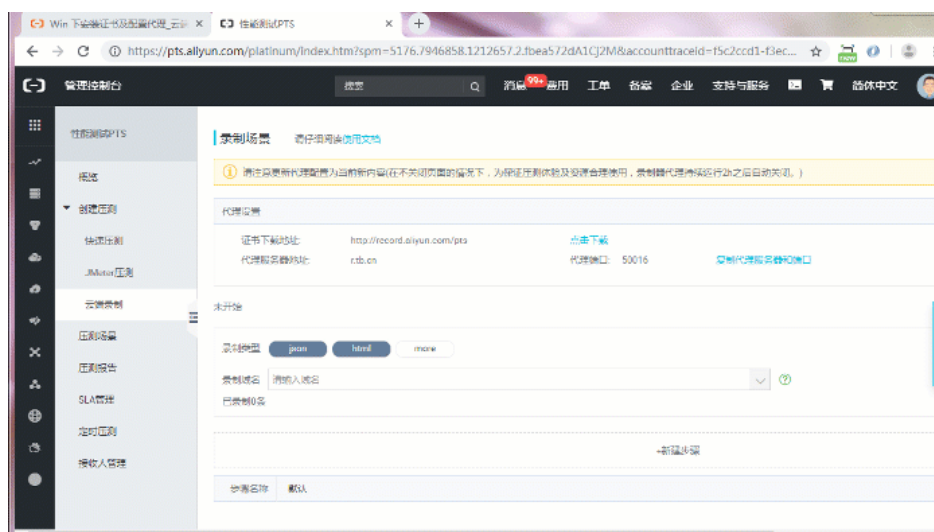 Win 下安装证书及配置代理_云
性能测试PTS
https://pts.aliyun.com/platinum/index.htm?spm=5176.7946858.1212657.2.fbea572dA1CJ2M&accounttraceid=f5c2ccd1-f3ec...
管理控制台
搜索
消息 99+ 费用 工单 备案 企业 支持与服务 简体中文
性能测试PTS
概览
创建压测
快速压测
JMeter压测
云端录制
压测场景
压测报告
SLA管理
定时压测
接收人管理
录制场景 请仔细阅读使用文档
请注意更新代理配置为当前新内容(在不关闭页面的情况下，为保证压测体验及资源合理使用，录制器代理持续运行2h之后自动关闭。)
代理设置
证书下载地址: http://record.aliyun.com/pts 点击下载
代理服务器地址: r.tb.cn 代理端口: 50016 复制代理服务器和端口
未开始
录制类型 json html more
录制域名 请输入域名
已录制0条
+新建步骤
步骤名称 默认